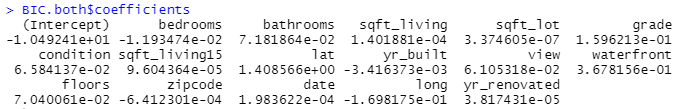 > BIC.both$coefficients
(Intercept) bedrooms bathrooms sqft_living sqft_lot grade
-1.049241e+01 -1.193474e-02 7.181864e-02 1.401881e-04 3.374605e-07 1.596213e-01
condition sqft_living15 lat yr_built view waterfront
6.584137e-02 9.604364e-05 1.408566e+00 -3.416373e-03 6.105318e-02 3.678156e-01
floors zipcode date long yr_renovated
7.040061e-02 -6.412301e-04 1.983622e-04 -1.698175e-01 3.817431e-05